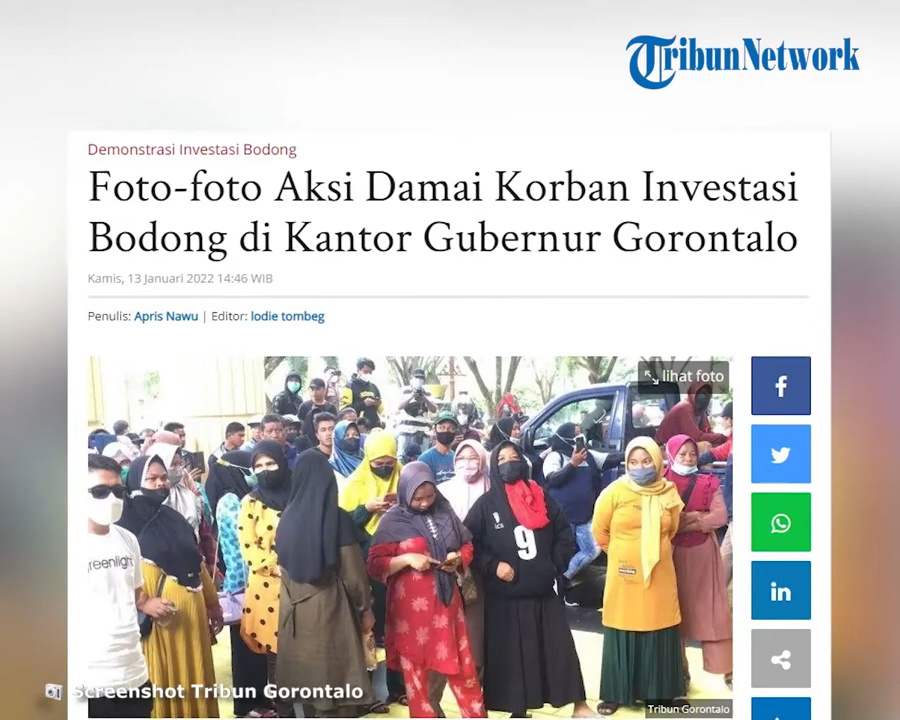 TribunNetwork
Demonstrasi Investasi Bodong
Foto-foto Aksi Damai Korban Investasi
Bodong di Kantor Gubernur Gorontalo
Kamis, 13 Januari 2022 14:46 WIB
Penulis: Apris Nawu | Editor: lodie tombeg
lihat foto
reenlight
9
Screenshot Tribun Gorontalo
Tribun Gorontalo